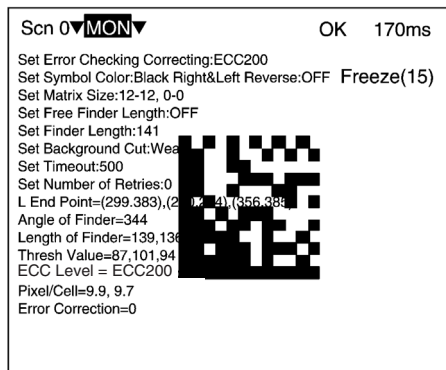 Scn 0▼MON▼ OK 170ms
Set Error Checking Correcting:ECC200
Set Symbol Color:Black Right&Left Reverse:OFF Freeze(15)
Set Matrix Size:12-12, 0-0
Set Free Finder Length:OFF
Set Finder Length:141
Set Background Cut:Wea
Set Timeout:500
Set Number of Retries:0
L End Point=(299.383),(2 ),(356.385)
Angle of Finder=344
Length of Finder=139,136
Thresh Value=87,101,94
ECC Level = ECC200
Pixel/Cell=9.9, 9.7
Error Correction=0